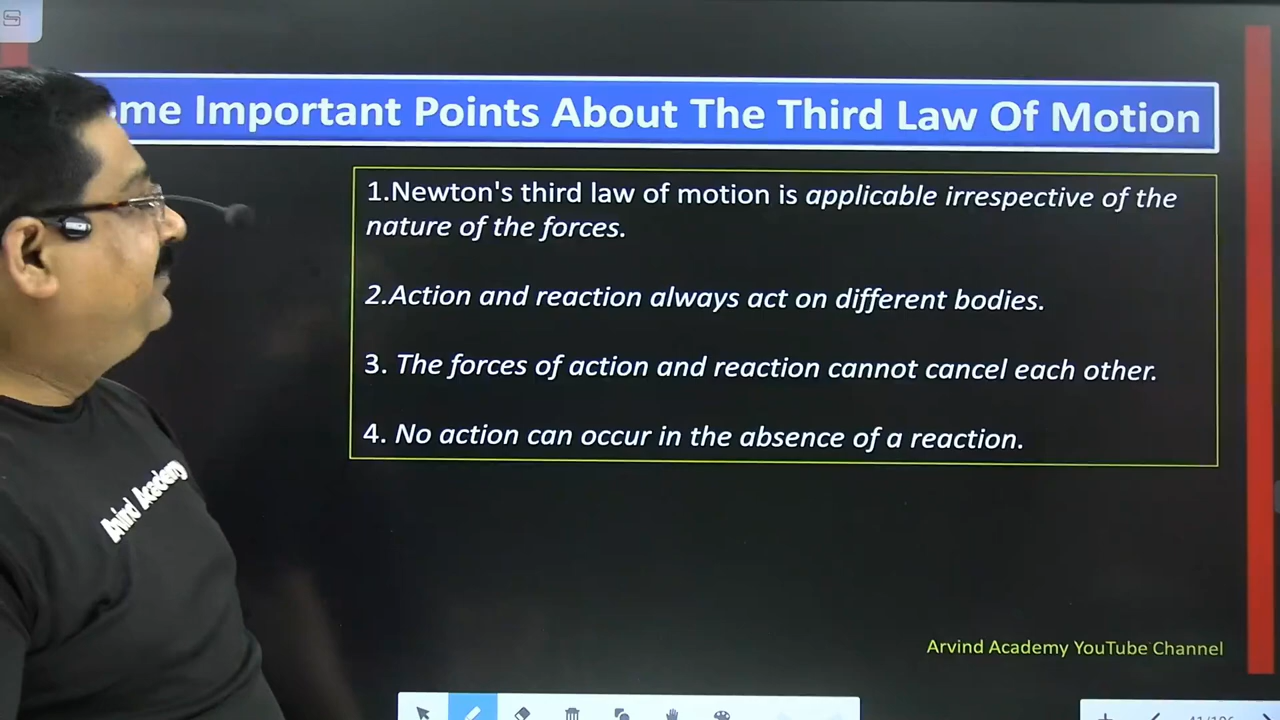 me Important Points About The Third Law Of Motion
1.Newton's third law of motion is applicable irrespective of the
nature of the forces.
2.Action and reaction always act on different bodies.
3. The forces of action and reaction cannot cancel each other.
4. No action can occur in the absence of a reaction.
Arvind Academy
Arvind Academy YouTube Channel